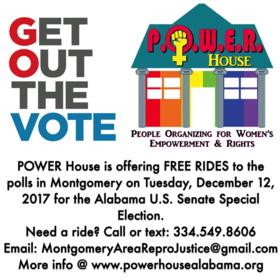 GET
OUT
THE
VOTE
P.O.W.E.R.
HOUSE
PEOPLE ORGANIZING FOR WOMEN'S
EMPOWERMENT & RIGHTS
POWER House is offering FREE RIDES to the
polls in Montgomery on Tuesday, December 12,
2017 for the Alabama U.S. Senate Special
Election.
Need a ride? Call or text: 334.549.8606
Email: MontgomeryAreaReproJustice@gmail.com
More info @ www.powerhousealabama.org